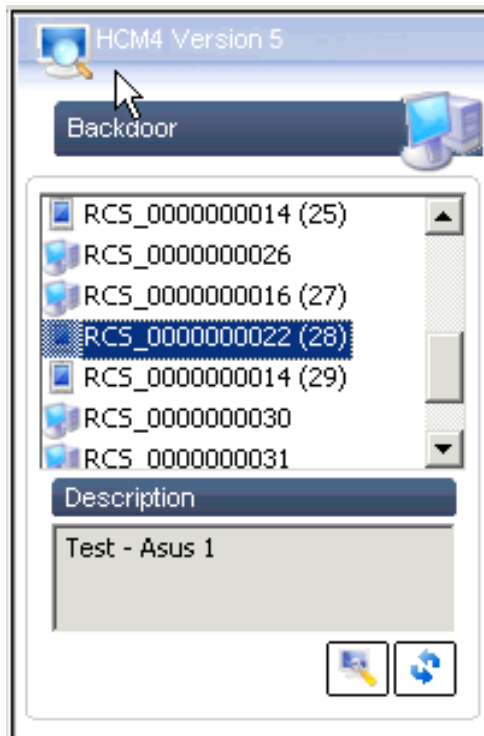 HCM4 Version 5
Backdoor
RCS_0000000014 (25)
RCS_0000000026
RCS_0000000016 (27)
RCS_0000000022 (28)
RCS_0000000014 (29)
RCS_0000000030
RCS_0000000031
Description
Test - Asus 1